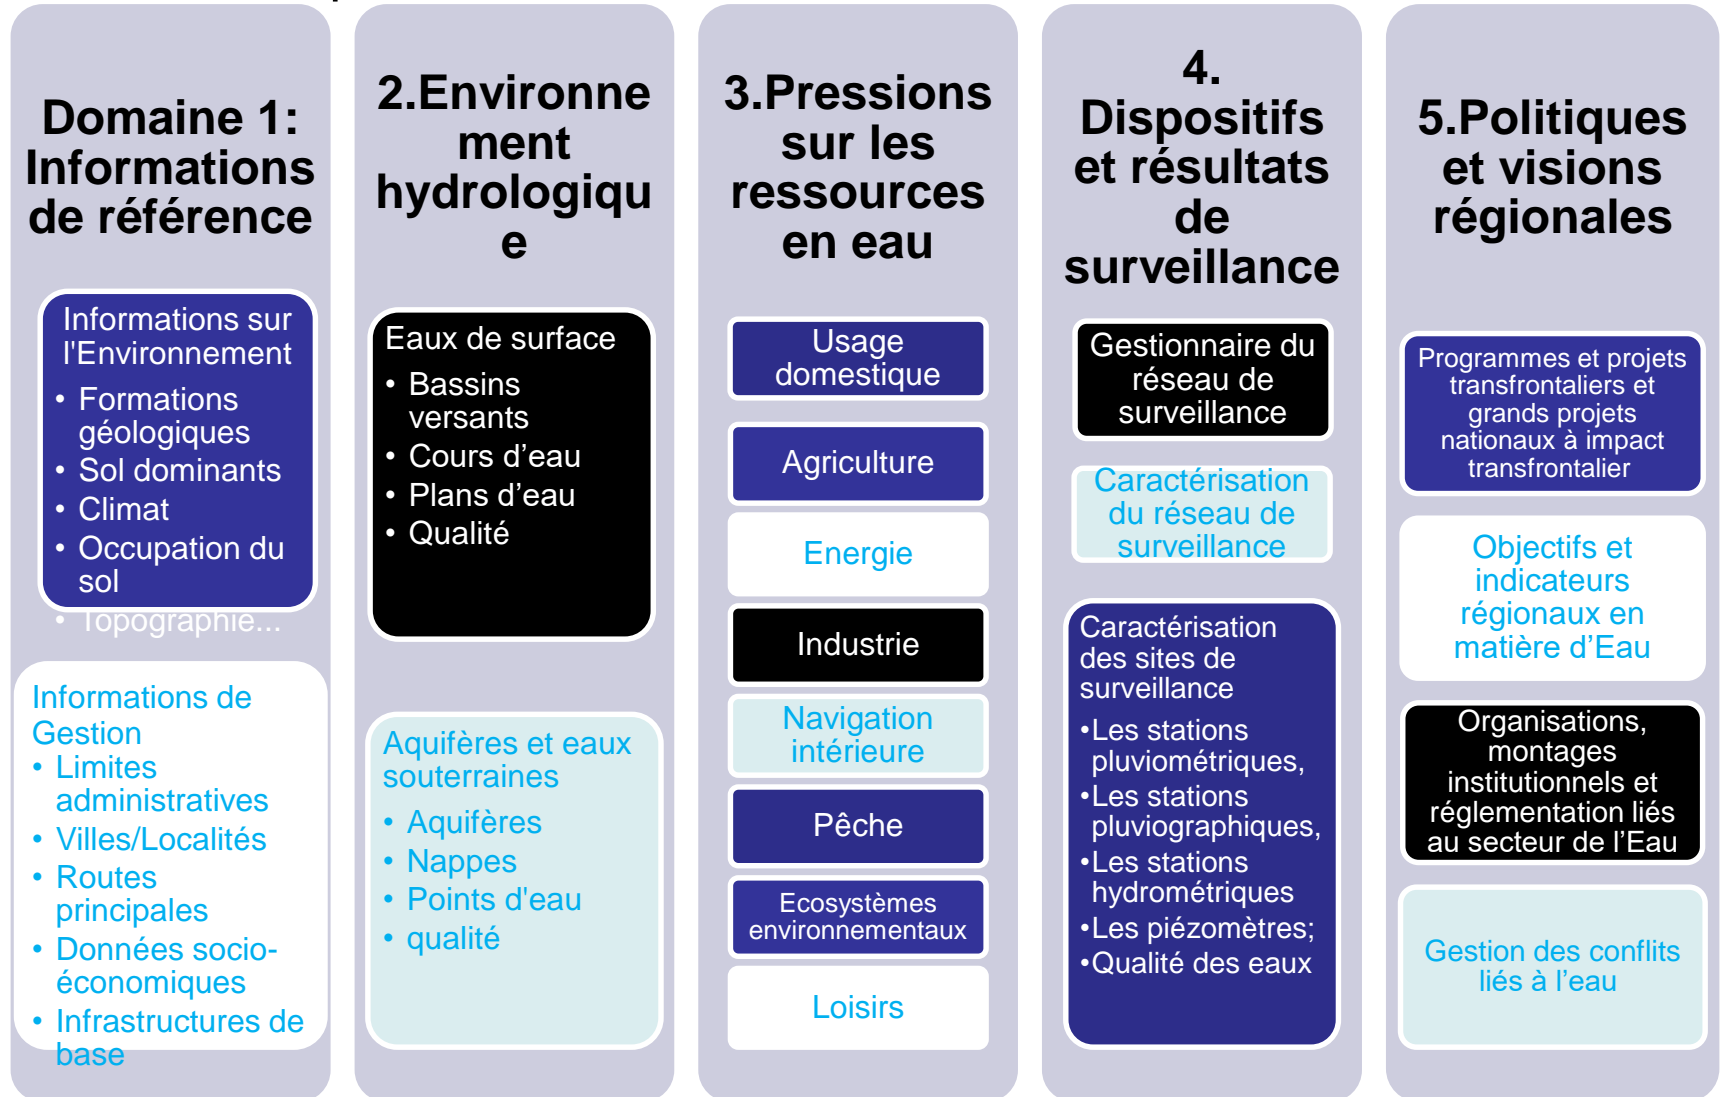 Domaine 1:
Informations
de référence
Informations sur
l'Environnement
• Formations
géologiques
• Sol dominants
• Climat
• Occupation du
sol
• Topographie...
Informations de
Gestion
• Limites
administratives
• Villes/Localités
• Routes
principales
• Données socio-
économiques
• Infrastructures de
base
2.Environne
ment
hydrologiqu
e
Eaux de surface
• Bassins
versants
• Cours d’eau
• Plans d’eau
• Qualité
Aquifères et eaux
souterraines
• Aquifères
• Nappes
• Points d'eau
• qualité
3.Pressions
sur les
ressources
en eau
Usage
domestique
Agriculture
Energie
Industrie
Navigation
intérieure
Pêche
Ecosystèmes
environnementaux
Loisirs
4.
Dispositifs
et résultats
de
surveillance
Gestionnaire du
réseau de
surveillance
Caractérisation
du réseau de
surveillance
Caractérisation
des sites de
surveillance
•Les stations
pluviométriques,
•Les stations
pluviographiques,
•Les stations
hydrométriques
•Les piézomètres;
•Qualité des eaux
5.Politiques
et visions
régionales
Programmes et projets
transfrontaliers et
grands projets
nationaux à impact
transfrontalier
Objectifs et
indicateurs
régionaux en
matière d’Eau
Organisations,
montages
institutionnels et
réglementation liés
au secteur de l’Eau
Gestion des conflits
liés à l’eau